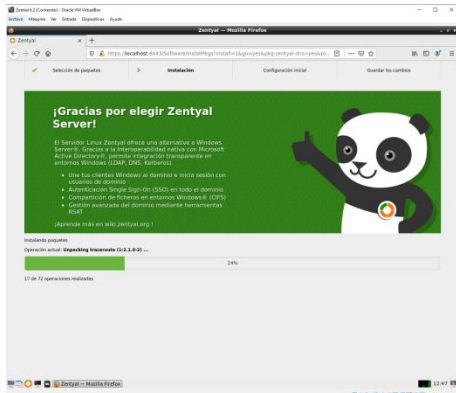 Zentyal 6.2 [Corriendo] - Oracle VM VirtualBox
Archivo Máquina Ver Entrada Dispositivos Ayuda
Zentyal — Mozilla Firefox
Zentyal
Selección de paquetes
Instalación
Configuración inicial
Guardar los cambios
¡Gracias por elegir Zentyal
Server!
El Servidor Linux Zentyal ofrece una alternativa a Windows
Server®. Gracias a la interoperabilidad nativa con Microsoft
Active Directory®, permite integración transparente en
entornos Windows (LDAP, DNS, Kerberos).
Una tus clientes Windows al dominio e inicia sesión con
usuarios de dominio
Autenticación Single Sign-On (SSO) en todo el dominio
Compartición de ficheros en entornos Windows® (CIFS)
Gestión avanzada del dominio mediante herramientas
RSAT
¡Aprende más en wiki.zentyal.org !
Instalando paquetes
Operación actual: Unpacking traceroute (1:2.1.0-2) ...
24%
17 de 72 operaciones realizadas.
Zentyal — Mozilla Firefox
12:47